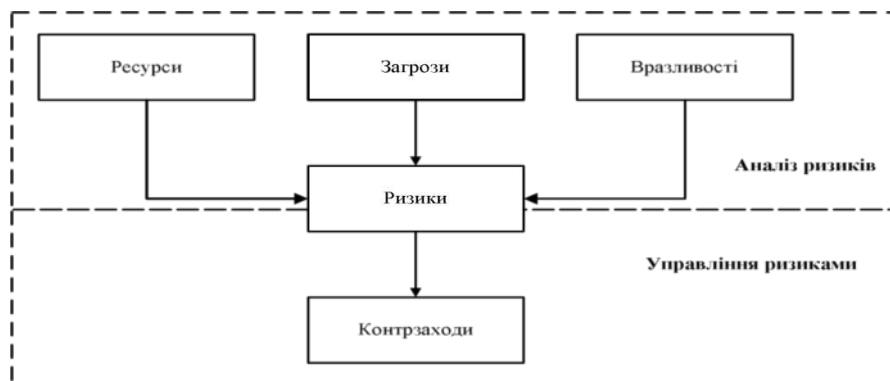 Ресурси
Загрози
Вразливості
Аналіз ризиків
Ризики
Управління ризиками
Контрзаходи